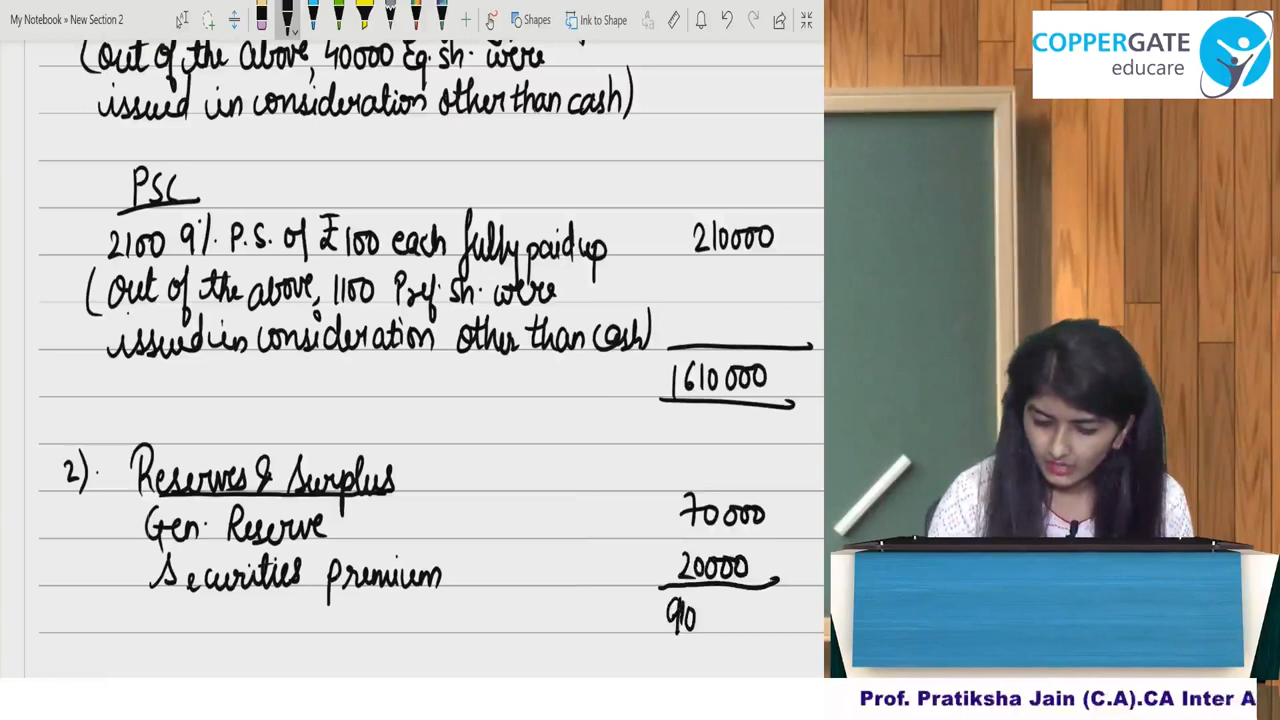 My Notebook » New Section 2
Shapes
Ink to Shape
COPPERGATE
educare
(Out of the above, 40000 Eq. sh. were
issued in consideration other than cash)
PSC
2100 9% P.S. of ₹100 each fully paid up 210000
(Out of the above, 1100 Pref. sh. were
issued in consideration other than cash)
1610000
2). Reserves & Surplus
Gen. Reserve 70000
Securities premium 20000
910
Prof. Pratiksha Jain (C.A).CA Inter A